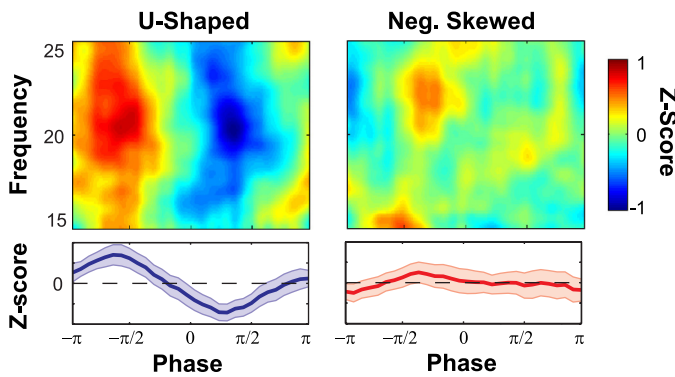 U-Shaped
Neg. Skewed
Frequency
25
20
15
1
0
-1
Z-Score
Z-score
0
−π
−π/2
0
π/2
π
−π
−π/2
0
π/2
π
Phase
Phase